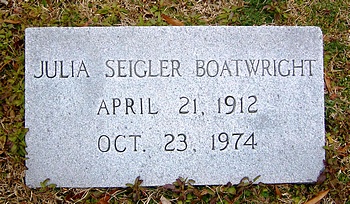 JULIA SEIGLER BOATWRIGHT
APRIL 21, 1912
OCT. 23, 1974